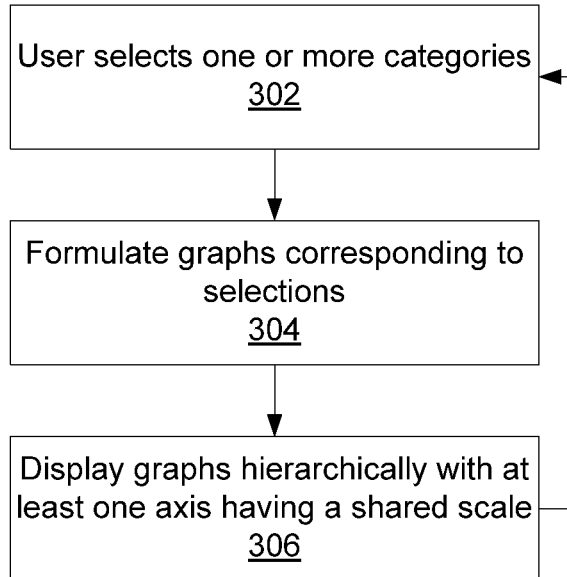 User selects one or more categories
302
Formulate graphs corresponding to
selections
304
Display graphs hierarchically with at
least one axis having a shared scale
306